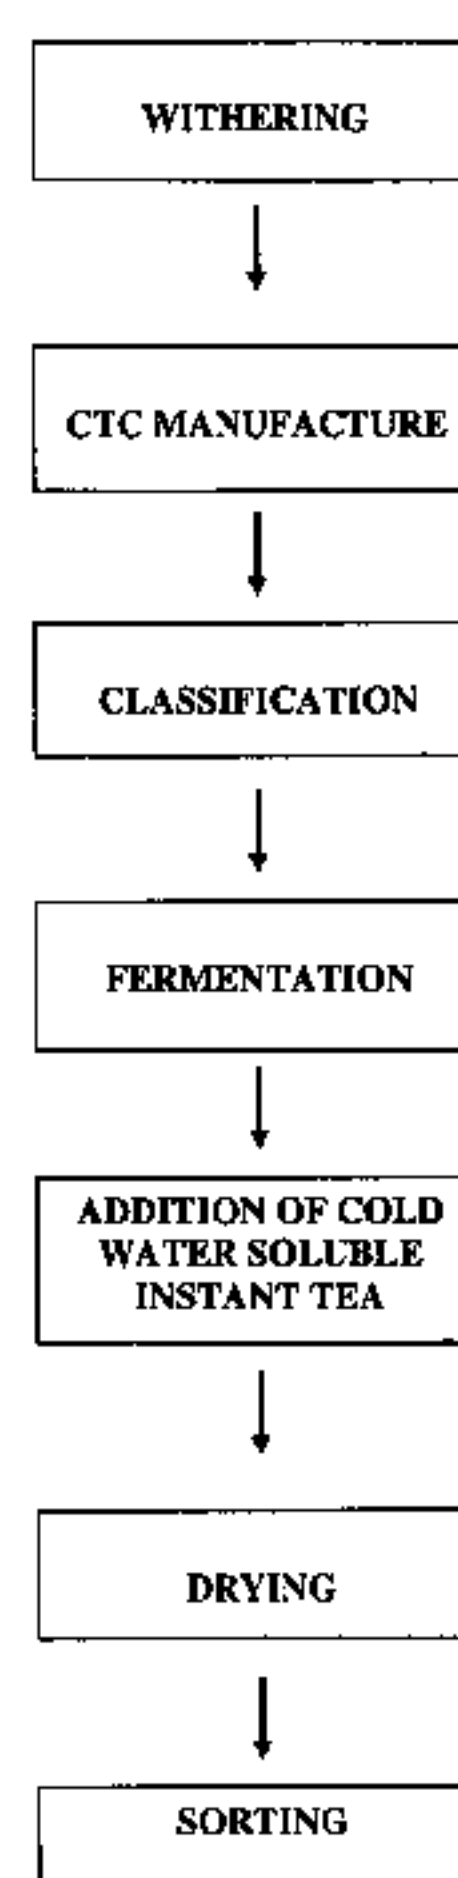 WITHERING
CTC MANUFACTURE
CLASSIFICATION
FERMENTATION
ADDITION OF COLD
WATER SOLUBLE
INSTANT TEA
DRYING
SORTING